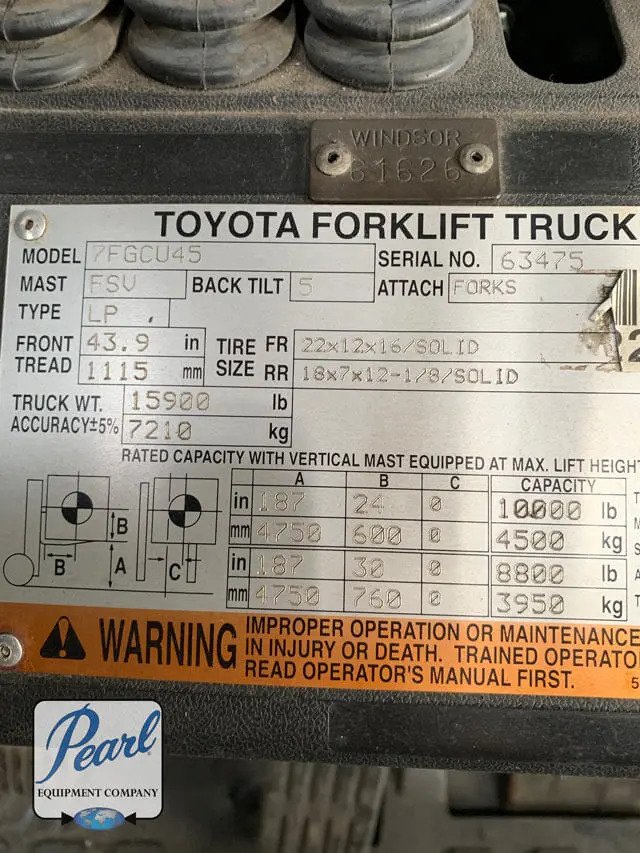 WINDSOR
61626
TOYOTA FORKLIFT TRUCK
MODEL 7FGCU45 SERIAL NO. 63475
MAST FSV BACK TILT 5 ATTACH FORKS
TYPE LP
FRONT TREAD 43.9 in
1115 mm
TIRE SIZE FR 22x12x16/SOLID
RR 18x7x12-1/8/SOLID
TRUCK WT. 15900 lb
ACCURACY±5% 7210 kg
RATED CAPACITY WITH VERTICAL MAST EQUIPPED AT MAX. LIFT HEIGHT
A B C CAPACITY
in 187 24 0 10000 lb
mm 4750 600 0 4500 kg
in 187 30 0 8800 lb
mm 4750 760 0 3950 kg
B
B A C
WARNING
IMPROPER OPERATION OR MAINTENANCE
IN INJURY OR DEATH. TRAINED OPERATO
READ OPERATOR'S MANUAL FIRST.
5
Pearl
EQUIPMENT COMPANY